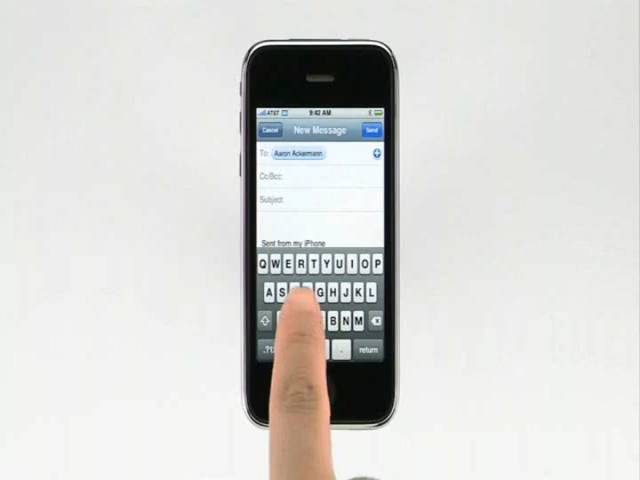 AT&T 9:42 AM
Cancel New Message Send
To: Aaron Ackermann
Cc/Bcc:
Subject:
Sent from my iPhone
Q W E R T Y U I O P
A S G H J K L
B N M
.?12 . return